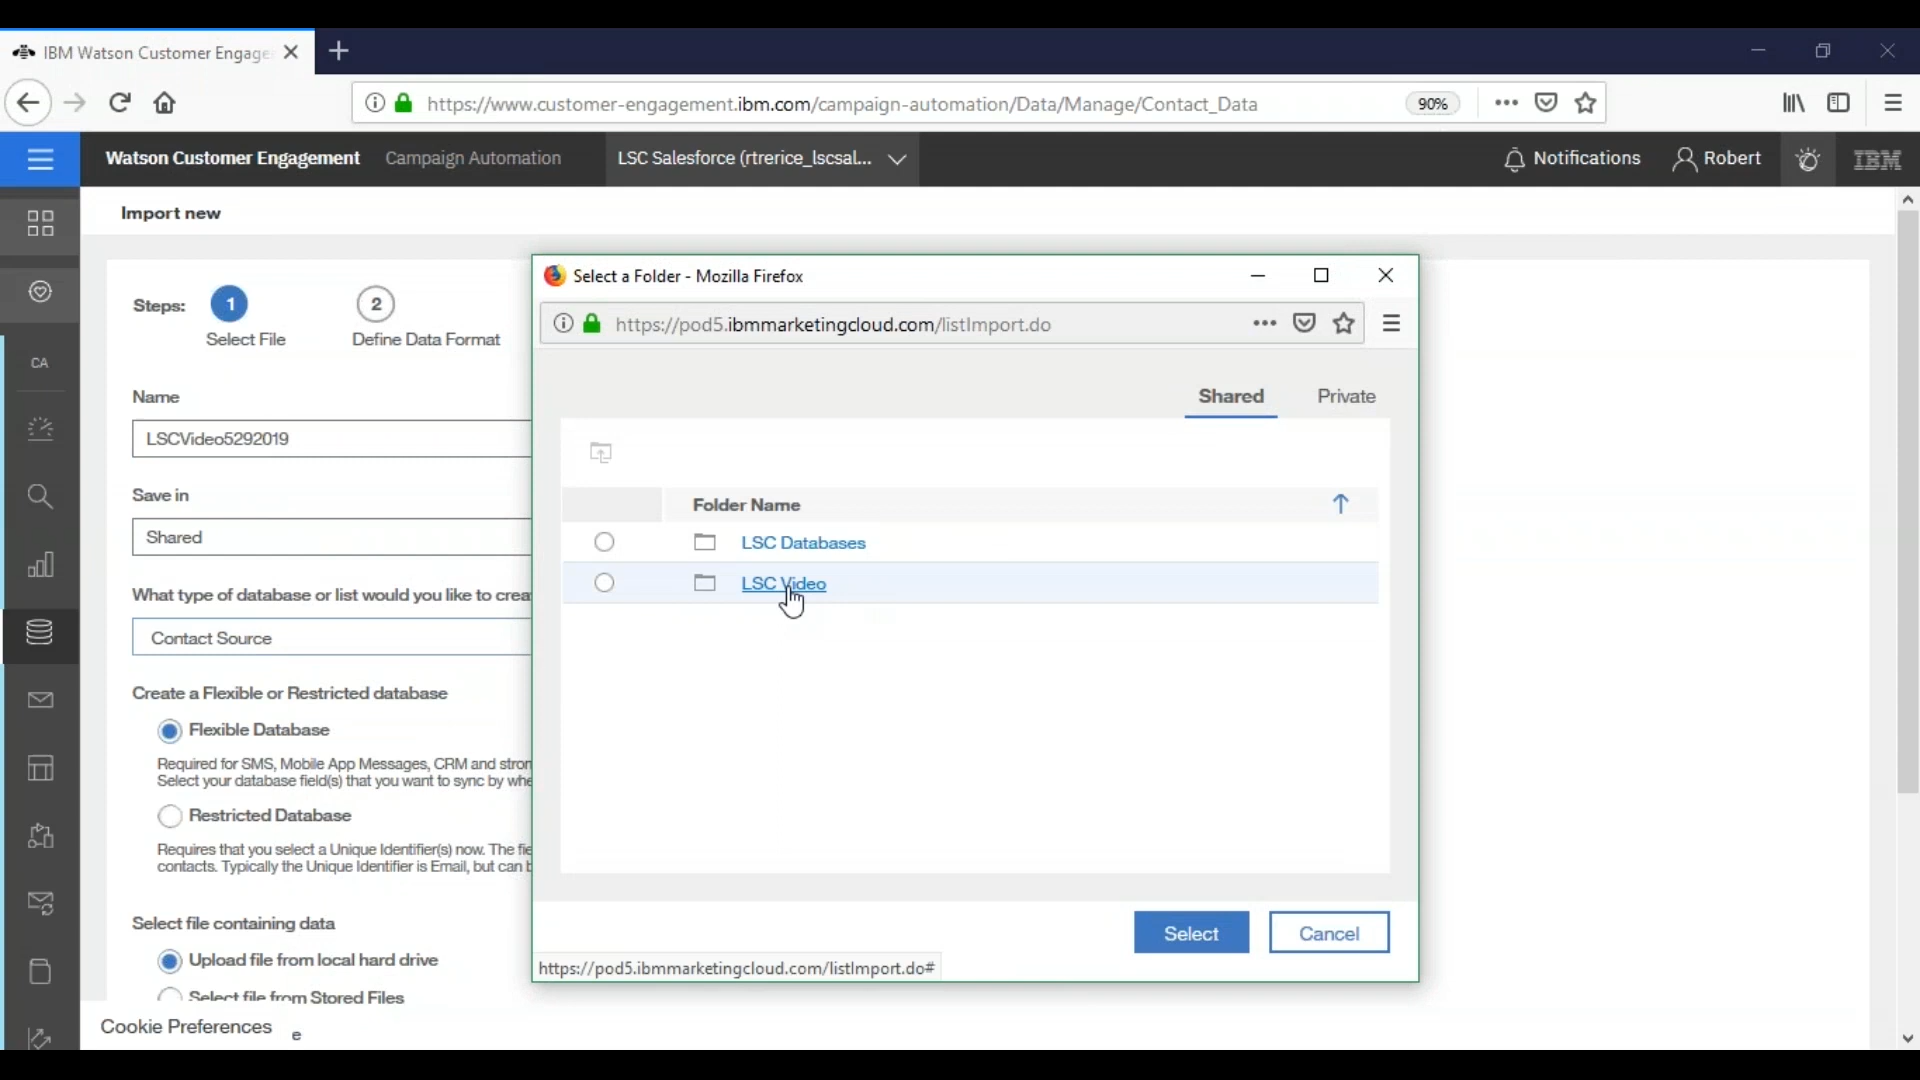 IBM Watson Customer Engage
https://www.customer-engagement.ibm.com/campaign-automation/Data/Manage/Contact_Data
90%
Watson Customer Engagement
Campaign Automation
LSC Salesforce (rtrerice_lscsal...
Notifications
Robert
IBM
Import new
Steps:
1
Select File
2
Define Data Format
CA
Name
LSCVideo5292019
Save in
Shared
What type of database or list would you like to crea
Contact Source
Create a Flexible or Restricted database
Flexible Database
Required for SMS, Mobile App Messages, CRM and stron
Select your database field(s) that you want to sync by whe
Restricted Database
Requires that you select a Unique Identifier(s) now. The fie
contacts. Typically the Unique Identifier is Email, but can b
Select file containing data
Upload file from local hard drive
Select file from Stored Files
Cookie Preferences
e
Select a Folder - Mozilla Firefox
https://pod5.ibmmarketingcloud.com/listImport.do
Shared
Private
Folder Name
LSC Databases
LSC Video
Select
Cancel
https://pod5.ibmmarketingcloud.com/listImport.do#